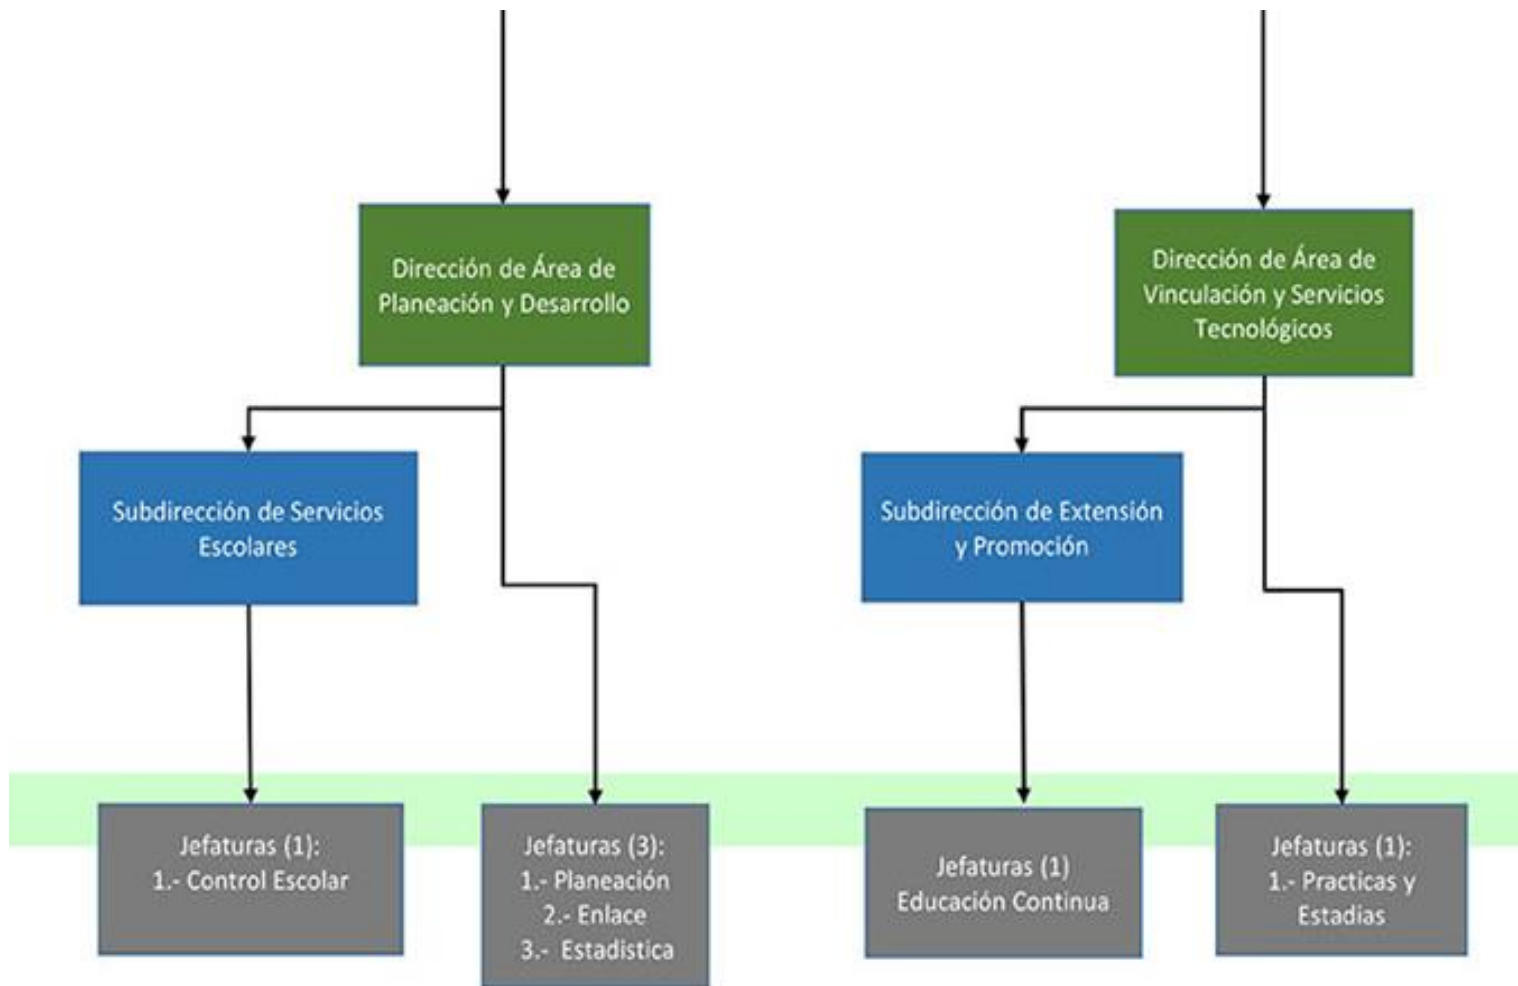 Dirección de Área de
Planeación y Desarrollo
Dirección de Área de
Vinculación y Servicios
Tecnológicos
Subdirección de Servicios
Escolares
Subdirección de Extensión
y Promoción
Jefaturas (1):
1.- Control Escolar
Jefaturas (3):
1.- Planeación
2.- Enlace
3.- Estadistica
Jefaturas (1)
Educación Continua
Jefaturas (1):
1.- Practicas y
Estadias